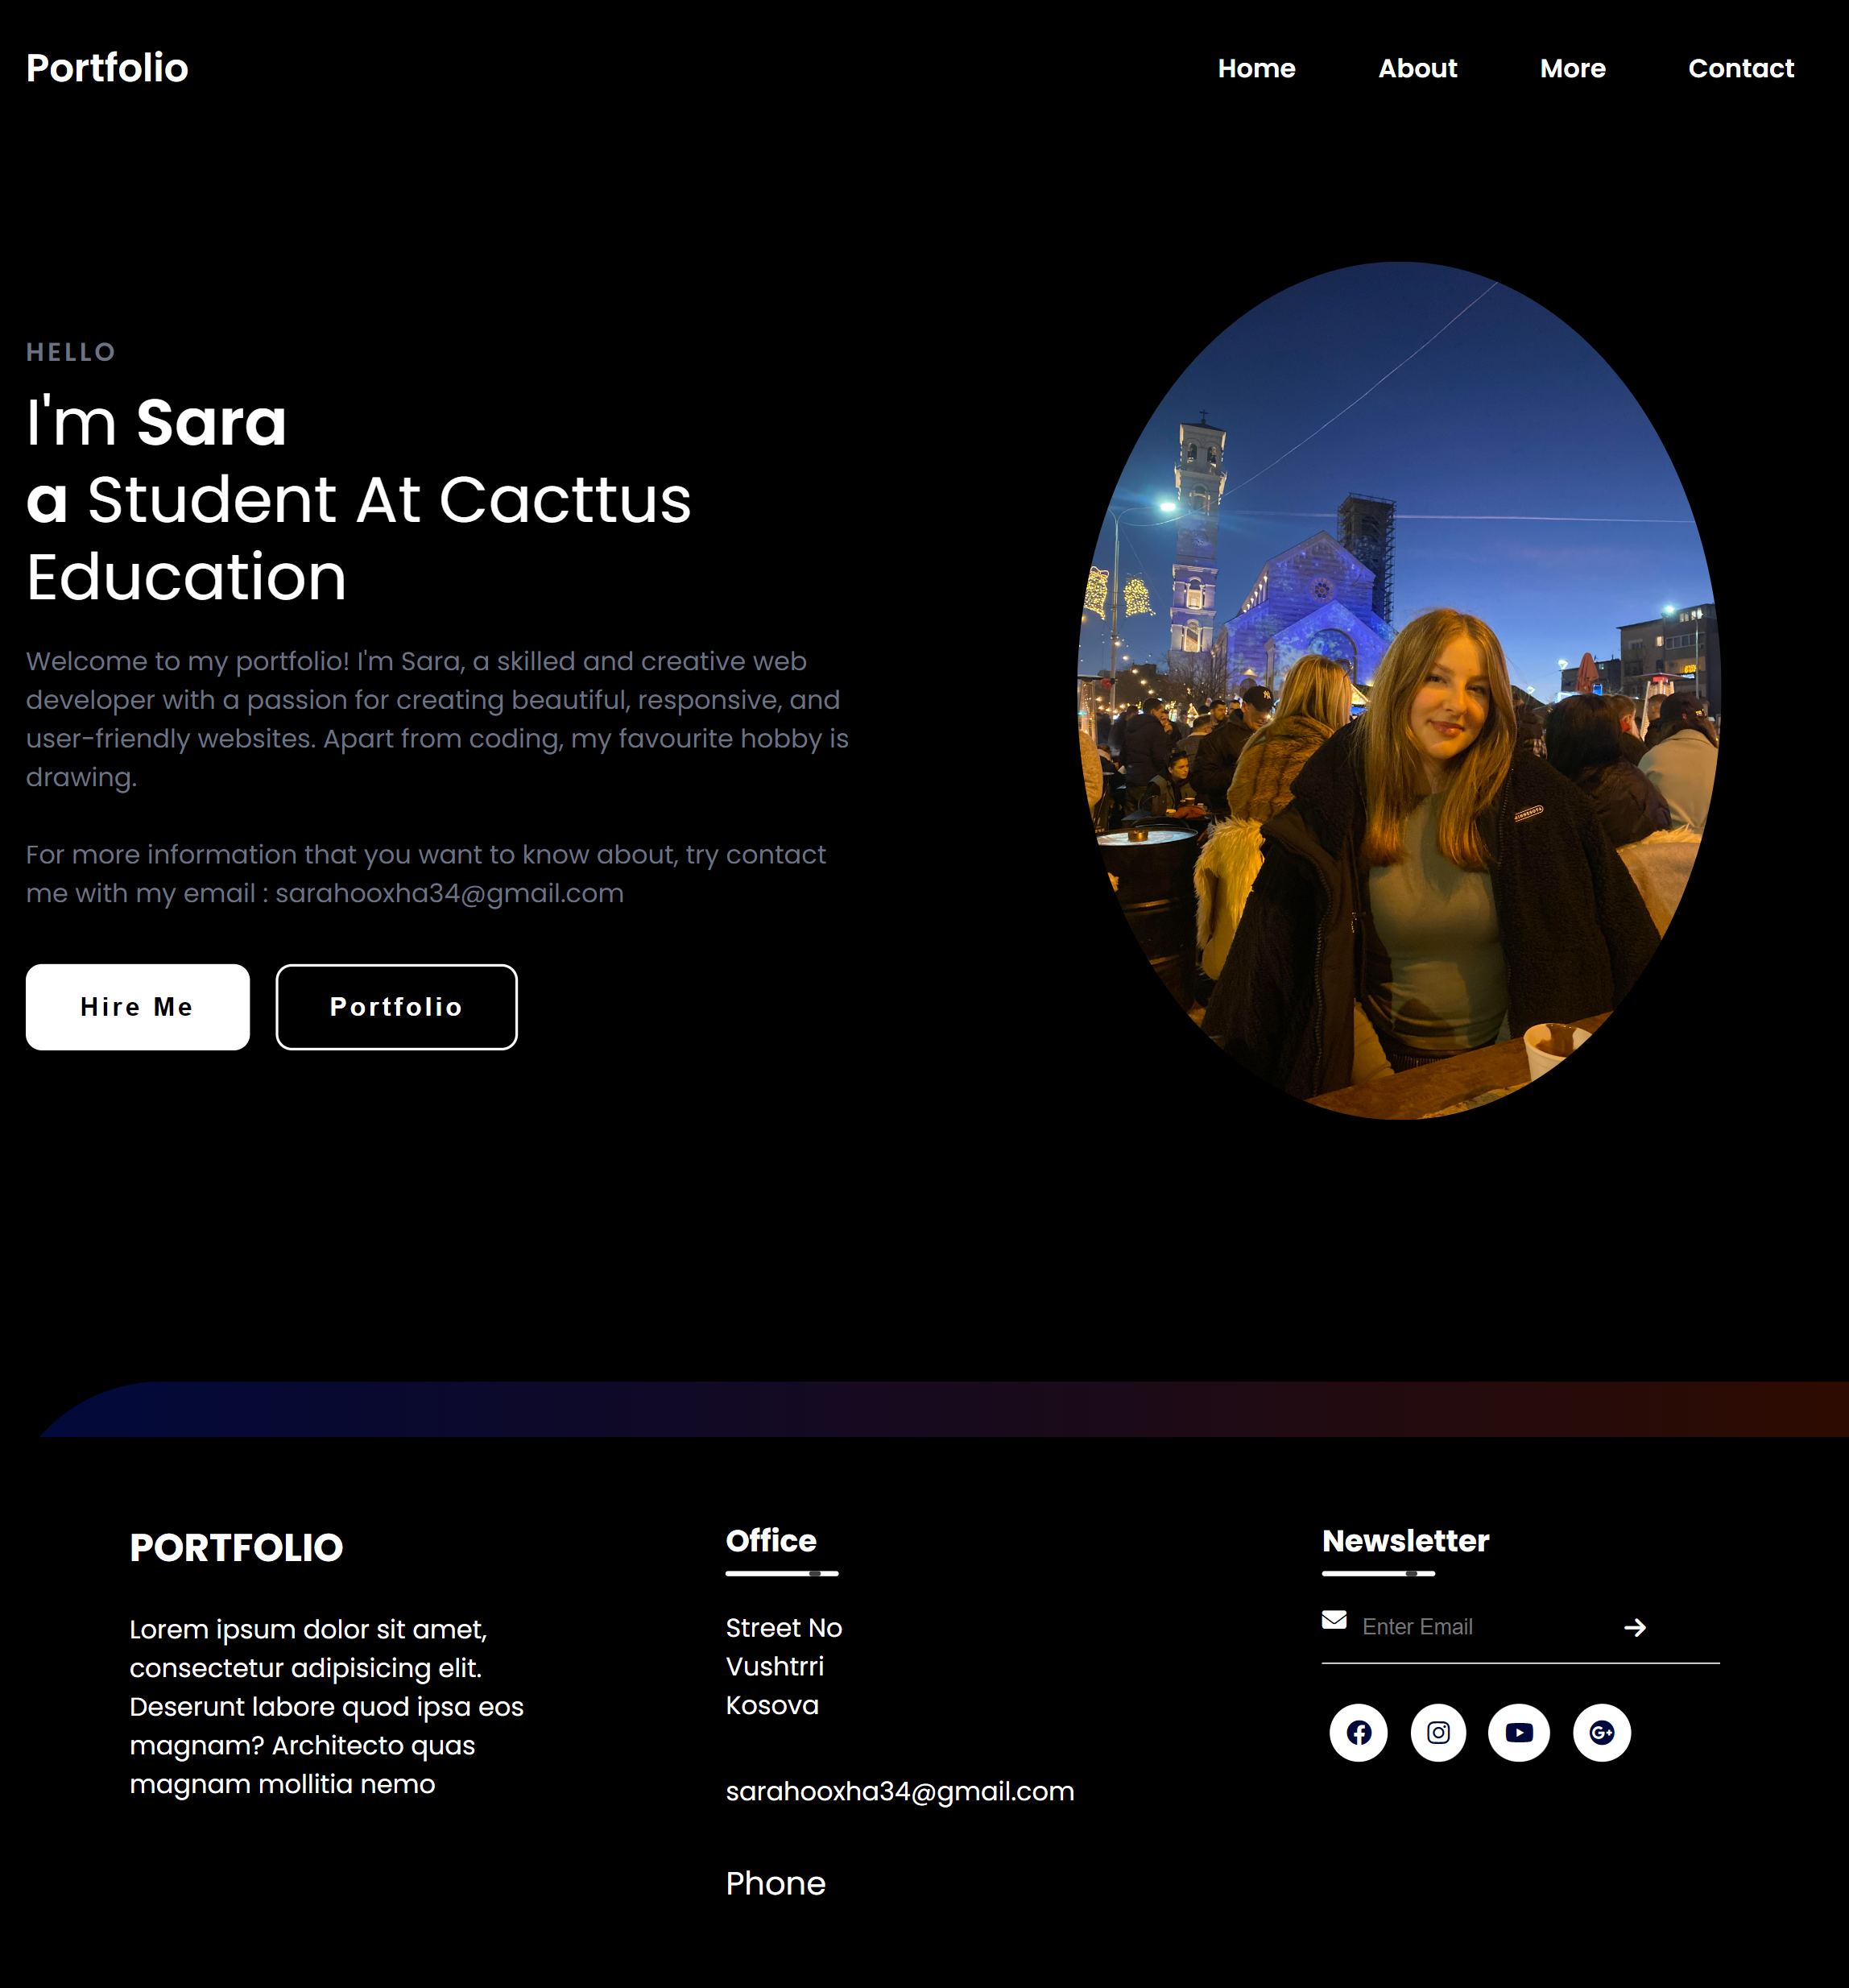 Portfolio
Home About More Contact
HELLO
I'm Sara
a Student At Cacttus
Education
Welcome to my portfolio! I'm Sara, a skilled and creative web
developer with a passion for creating beautiful, responsive, and
user-friendly websites. Apart from coding, my favourite hobby is
drawing.
For more information that you want to know about, try contact
me with my email : sarahooxha34@gmail.com
Hire Me Portfolio
PORTFOLIO
Lorem ipsum dolor sit amet,
consectetur adipisicing elit.
Deserunt labore quod ipsa eos
magnam? Architecto quas
magnam mollitia nemo
Office
Street No
Vushtrri
Kosova
sarahooxha34@gmail.com
Phone
Newsletter
Enter Email